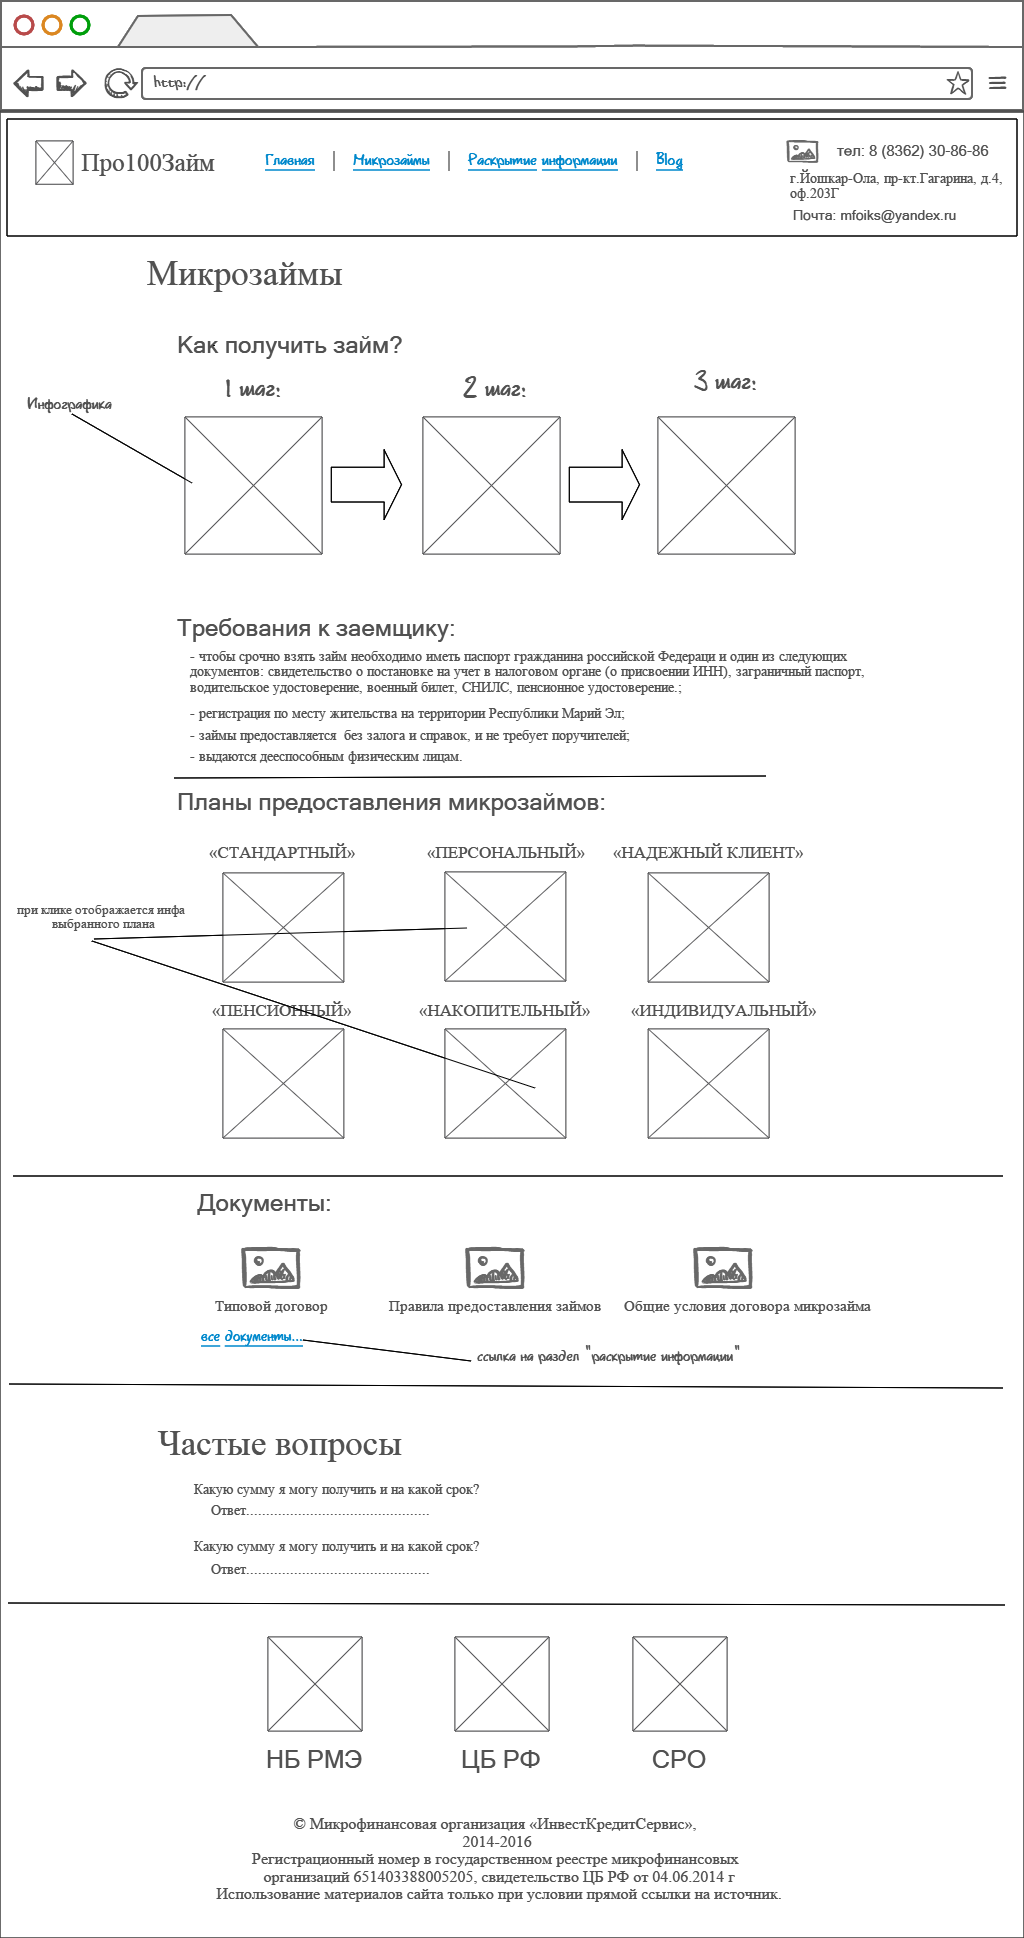 http://
Про100Займ
Главная | Микрозаймы | Раскрытие информации | Blog
тел: 8 (8362) 30-86-86
г.Йошкар-Ола, пр-кт.Гагарина, д.4,
оф.203Г
Почта: mfoiks@yandex.ru
Микрозаймы
Как получить займ?
1 шаг:
2 шаг:
3 шаг:
Инфографика
Требования к заемщику:
- чтобы срочно взять займ необходимо иметь паспорт гражданина российской Федераци и один из следующих
документов: свидетельство о постановке на учет в налоговом органе (о присвоении ИНН), заграничный паспорт,
водительское удостоверение, военный билет, СНИЛС, пенсионное удостоверение.;
- регистрация по месту жительства на территории Республики Марий Эл;
- займы предоставляется  без залога и справок, и не требует поручителей;
- выдаются дееспособным физическим лицам.
Планы предоставления микрозаймов:
«СТАНДАРТНЫЙ»
«ПЕРСОНАЛЬНЫЙ»
«НАДЕЖНЫЙ КЛИЕНТ»
при клике отображается инфа
выбранного плана
«ПЕНСИОННЫЙ»
«НАКОПИТЕЛЬНЫЙ»
«ИНДИВИДУАЛЬНЫЙ»
Документы:
Типовой договор
Правила предоставления займов
Общие условия договора микрозайма
все документы...
ссылка на раздел "раскрытие информации"
Частые вопросы
Какую сумму я могу получить и на какой срок?
Ответ..............................................
Какую сумму я могу получить и на какой срок?
Ответ..............................................
НБ РМЭ
ЦБ РФ
СРО
© Микрофинансовая организация «ИнвестКредитСервис»,
2014-2016
Регистрационный номер в государственном реестре микрофинансовых
организаций 651403388005205, свидетельство ЦБ РФ от 04.06.2014 г
Использование материалов сайта только при условии прямой ссылки на источник.